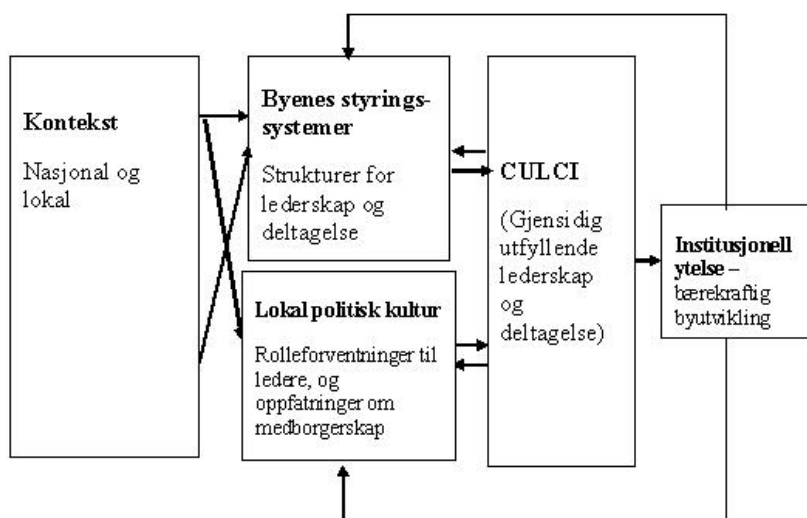 Kontekst
Nasjonal og
lokal
Byenes styrings-
systemer
Strukturer for
lederskap og
deltagelse
Lokal politisk kultur
Rolleforventninger til
ledere, og
oppfatninger om
medborgerskap
CULCI
(Gjensidig
utfyllende
lederskap
og
deltagelse)
Institusjonell
ytelse –
bærekraftig
byutvikling